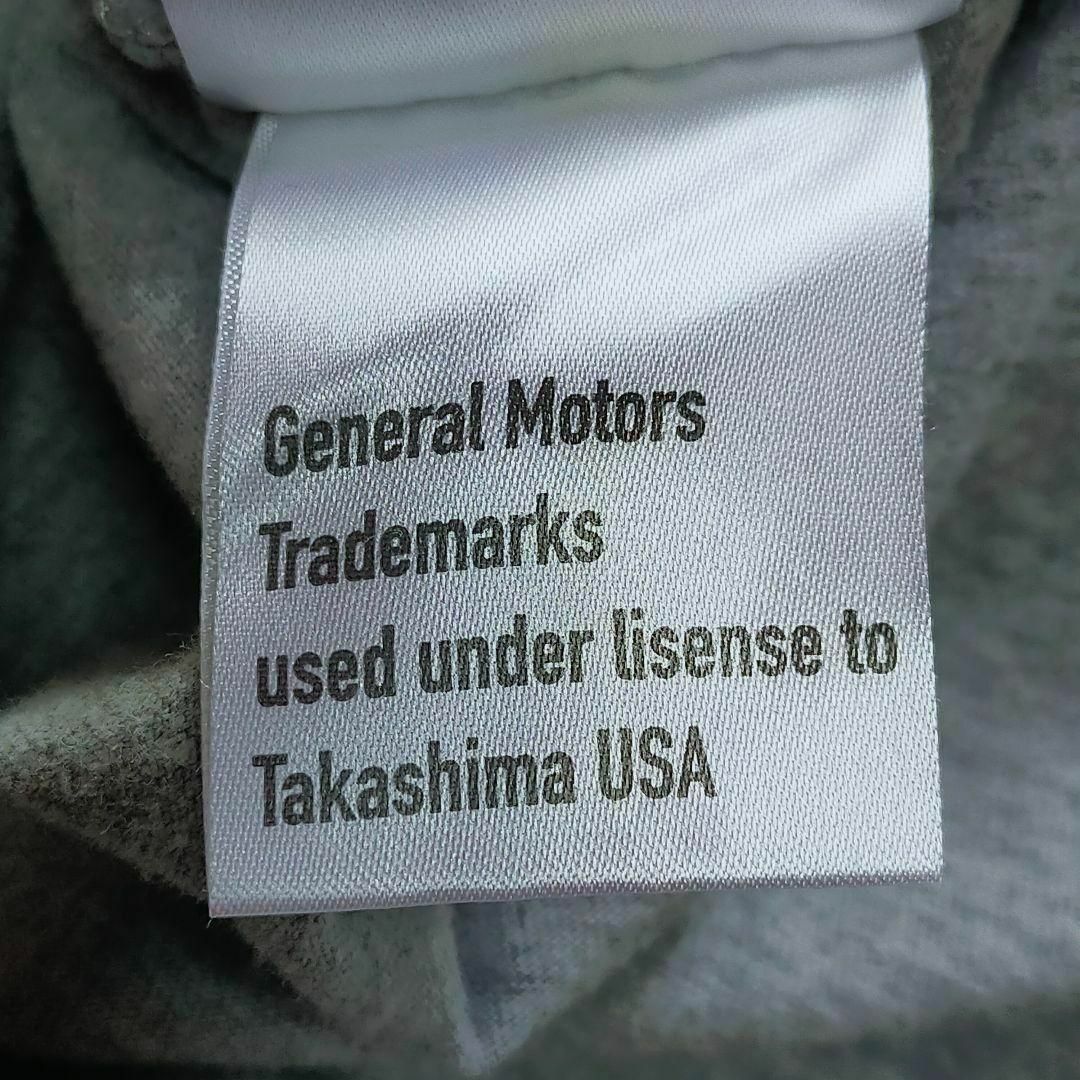 General Motors
Trademarks
used under lisense to
Takashima USA